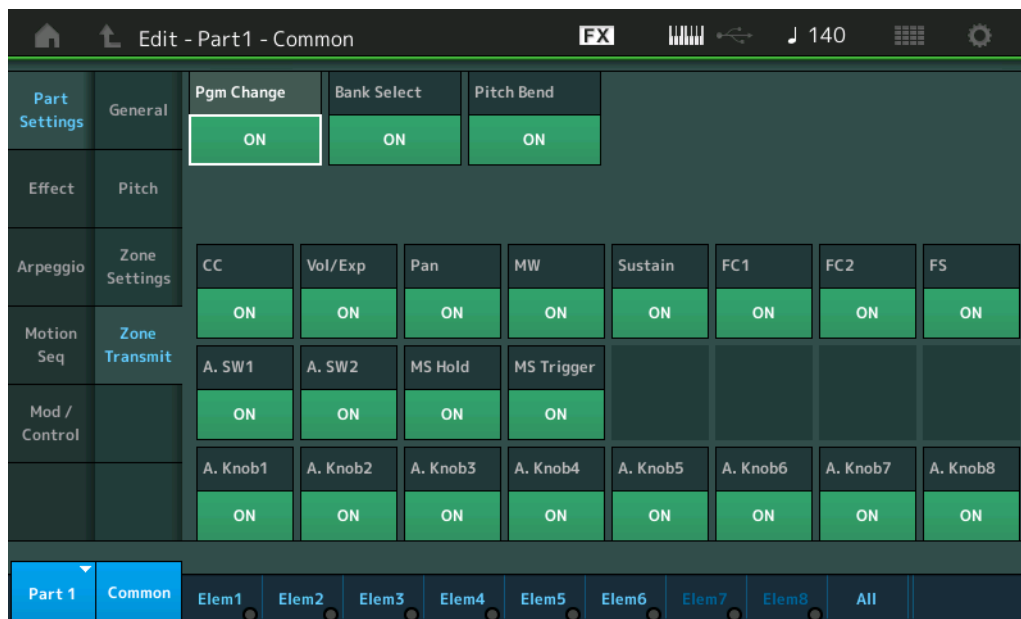 Edit - Part1 - Common
FX
♩ 140
Part
Settings
General
Pgm Change
Bank Select
Pitch Bend
ON
ON
ON
Effect
Pitch
Arpeggio
Zone
Settings
CC
Vol/Exp
Pan
MW
Sustain
FC1
FC2
FS
ON
ON
ON
ON
ON
ON
ON
ON
Motion
Seq
Zone
Transmit
A. SW1
A. SW2
MS Hold
MS Trigger
ON
ON
ON
ON
Mod /
Control
A. Knob1
A. Knob2
A. Knob3
A. Knob4
A. Knob5
A. Knob6
A. Knob7
A. Knob8
ON
ON
ON
ON
ON
ON
ON
ON
Part 1
Common
Elem1
Elem2
Elem3
Elem4
Elem5
Elem6
Elem7
Elem8
All